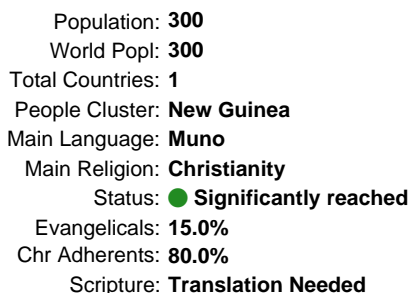 Population: 300
World Popl: 300
Total Countries: 1
People Cluster: New Guinea
Main Language: Muno
Main Religion: Christianity
Status: Significantly reached
Evangelicals: 15.0%
Chr Adherents: 80.0%
Scripture: Translation Needed